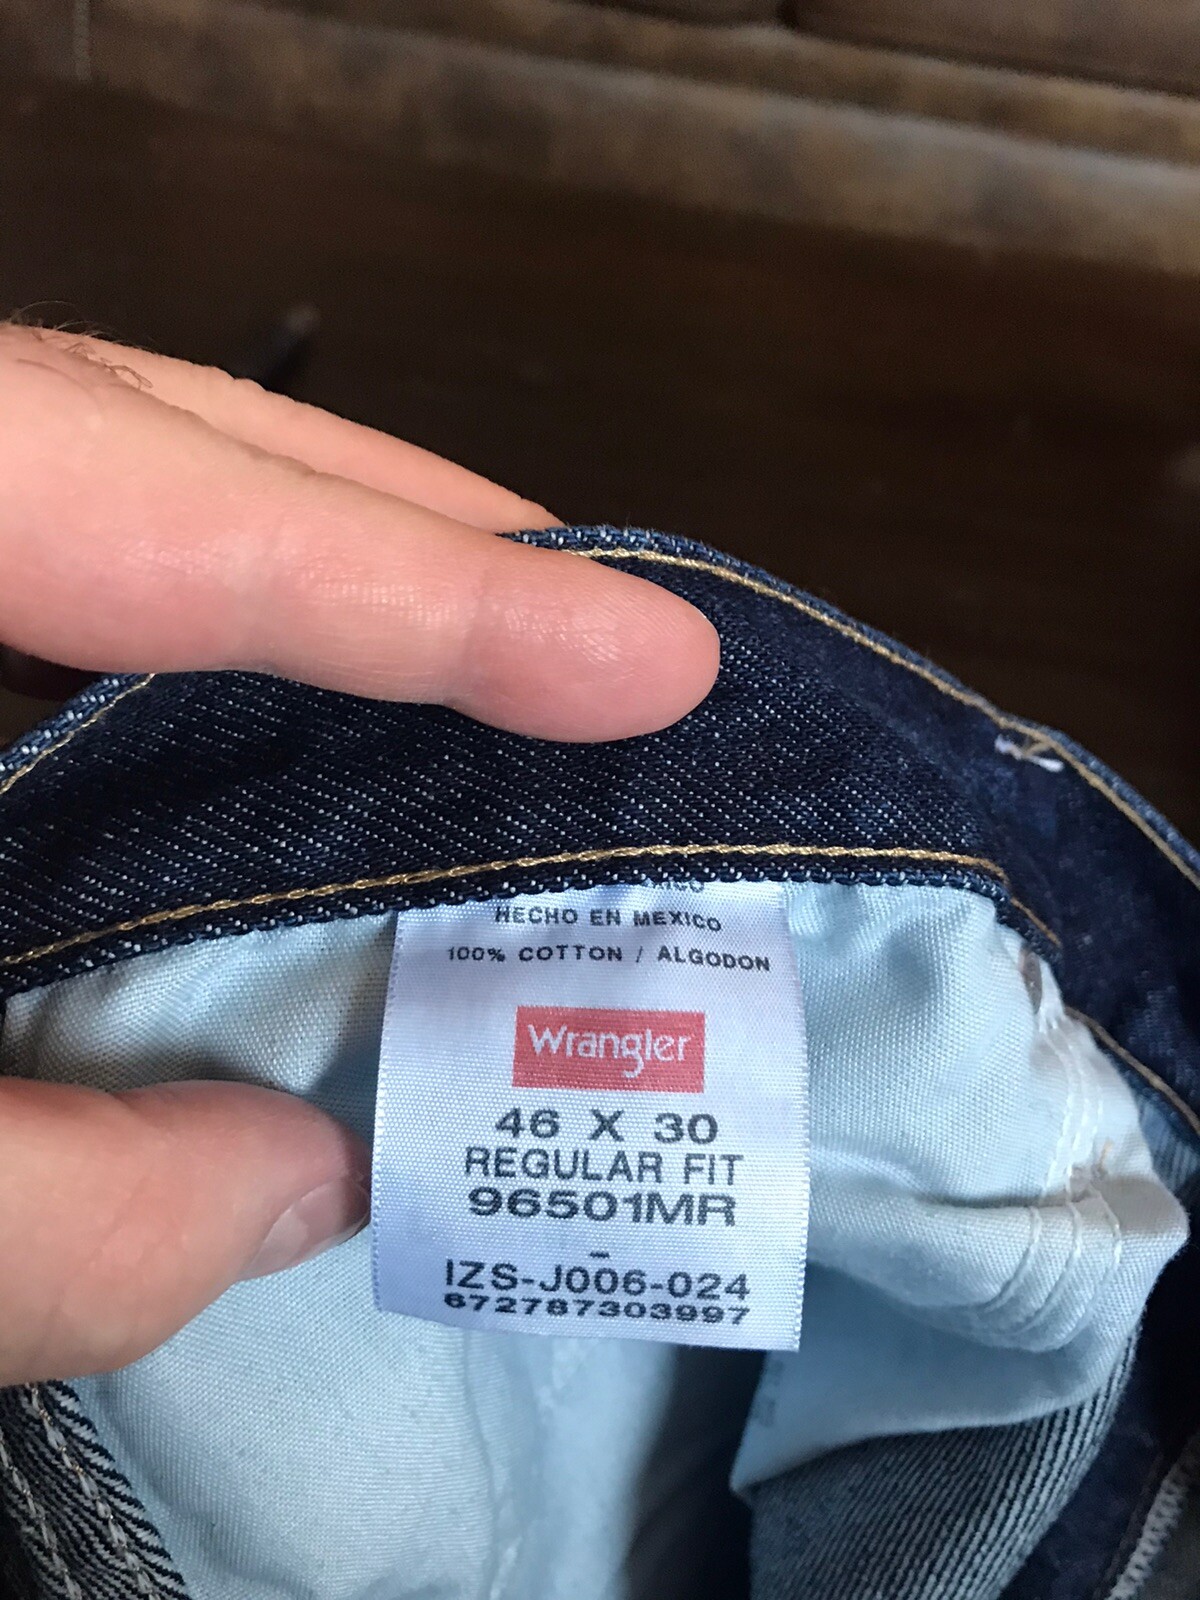 HECHO EN MEXICO
100% COTTON / ALGODON
Wrangler
46 X 30
REGULAR FIT
96501MR
-
IZS-J006-024
672787303997